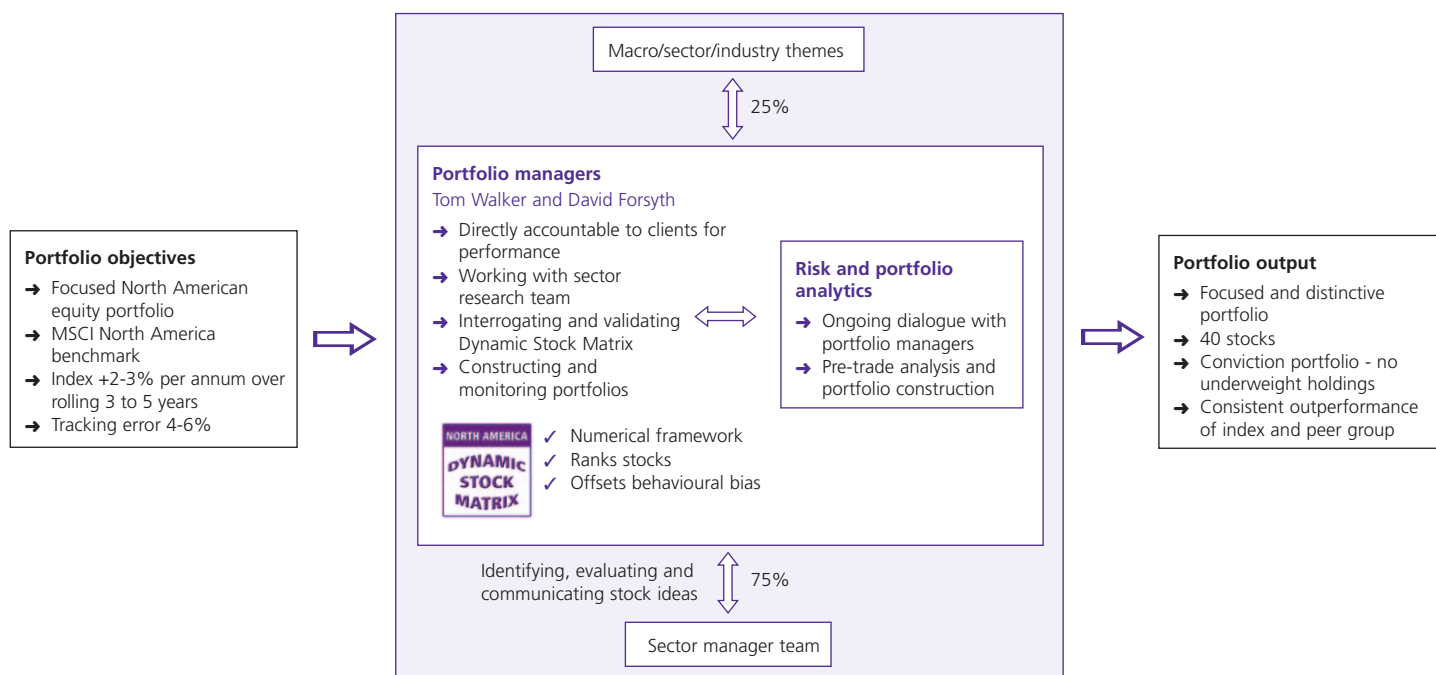 Macro/sector/industry themes
25%
Portfolio objectives
➜ Focused North American
equity portfolio
➜ MSCI North America
benchmark
➜ Index +2-3% per annum over
rolling 3 to 5 years
➜ Tracking error 4-6%
Portfolio managers
Tom Walker and David Forsyth
➜ Directly accountable to clients for
performance
➜ Working with sector
research team
➜ Interrogating and validating
Dynamic Stock Matrix
➜ Constructing and
monitoring portfolios
NORTH AMERICA
DYNAMIC
STOCK
MATRIX
✓ Numerical framework
✓ Ranks stocks
✓ Offsets behavioural bias
Risk and portfolio
analytics
➜ Ongoing dialogue with
portfolio managers
➜ Pre-trade analysis and
portfolio construction
Identifying, evaluating and
communicating stock ideas
75%
Sector manager team
Portfolio output
➜ Focused and distinctive
portfolio
➜ 40 stocks
➜ Conviction portfolio - no
underweight holdings
➜ Consistent outperformance
of index and peer group